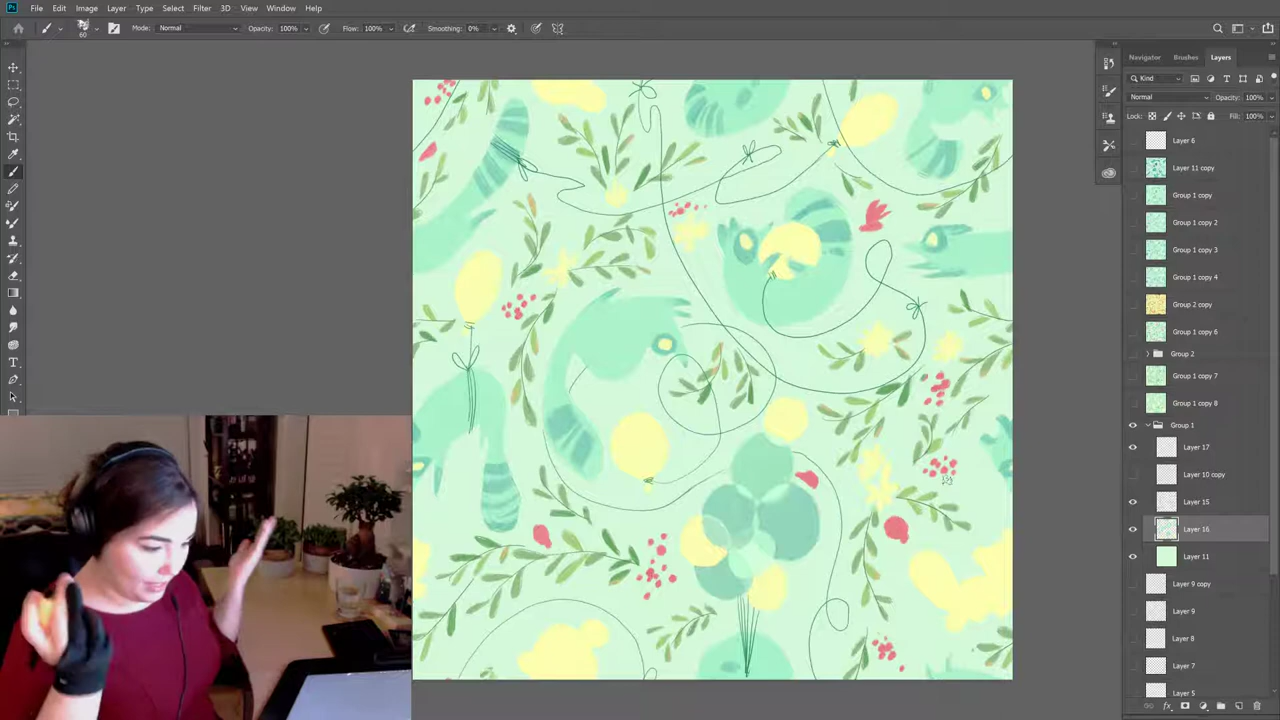 Ps File Edit Image Layer Type Select Filter 3D View Window Help
60 Mode: Normal Opacity: 100% Flow: 100% Smoothing: 0%
Navigator Brushes Layers
Kind
Normal Opacity: 100%
Lock: Fill: 100%
Layer 6
Layer 11 copy
Group 1 copy
Group 1 copy 2
Group 1 copy 3
Group 1 copy 4
Group 2 copy
Group 1 copy 6
Group 2
Group 1 copy 7
Group 1 copy 8
Group 1
Layer 17
Layer 10 copy
Layer 15
Layer 16
Layer 11
Layer 9 copy
Layer 9
Layer 8
Layer 7
Layer 5
fx